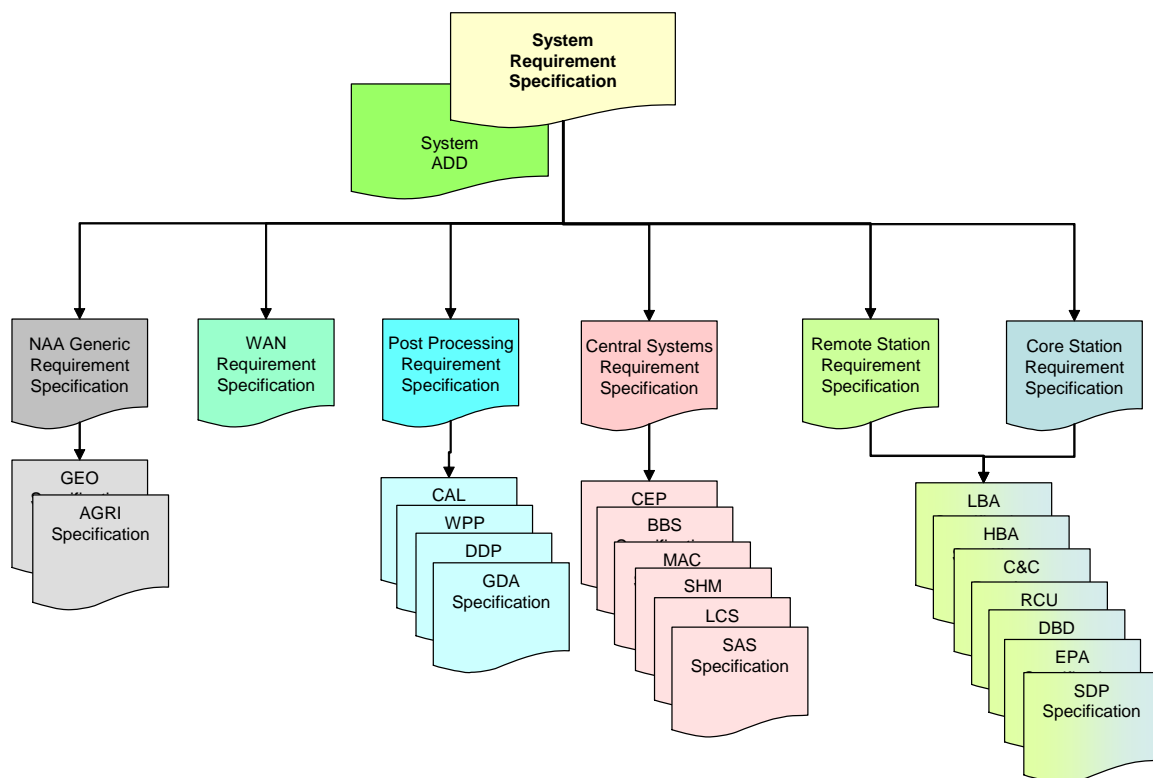 System
Requirement
Specification
System
ADD
NAA Generic
Requirement
Specification
WAN
Requirement
Specification
Post Processing
Requirement
Specification
Central Systems
Requirement
Specification
Remote Station
Requirement
Specification
Core Station
Requirement
Specification
GEO
AGRI
Specification
CAL
WPP
DDP
GDA
Specification
CEP
BBS
MAC
SHM
LCS
SAS
Specification
LBA
HBA
C&C
RCU
DBD
EPA
SDP
Specification